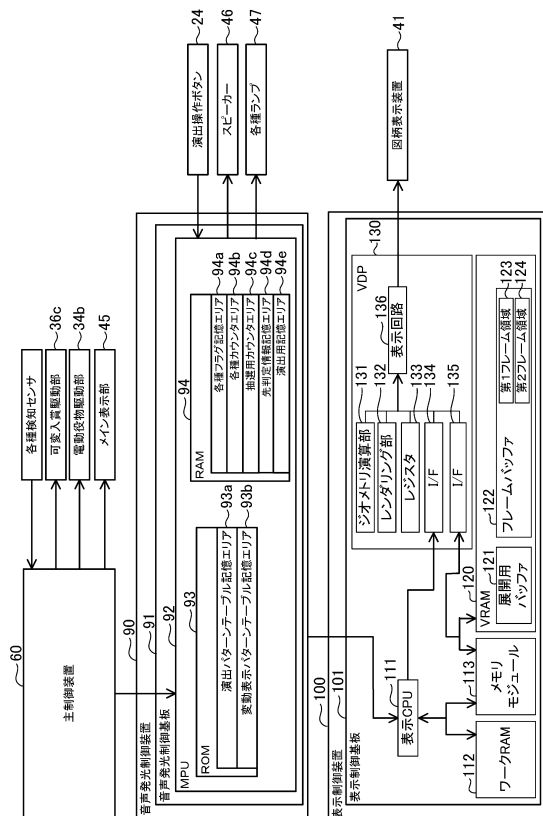 各種検知センサ
可変入賞駆動部
36c
電動役物駆動部
34b
メイン表示部
45
60
主制御装置
90
音声発光制御装置
91
音声発光制御基板
92
MPU
93
ROM
演出パターンテーブル記憶エリア
93a
変動表示パターンテーブル記憶エリア
93b
94
RAM
各種フラグ記憶エリア
94a
各種カウンタエリア
94b
抽選用カウンタエリア
94c
先判定情報記憶エリア
94d
演出用記憶エリア
94e
演出操作ボタン
24
スピーカー
46
各種ランプ
47
100
表示制御装置
101
表示制御基板
111
表示CPU
112
ワークRAM
113
メモリ
モジュール
120
VRAM
121
展開用
バッファ
122
フレームバッファ
第1フレーム領域
123
第2フレーム領域
124
130
VDP
ジオメトリ演算部
131
レンダリング部
132
レジスタ
133
I/F
134
I/F
135
136
表示回路
図柄表示装置
41